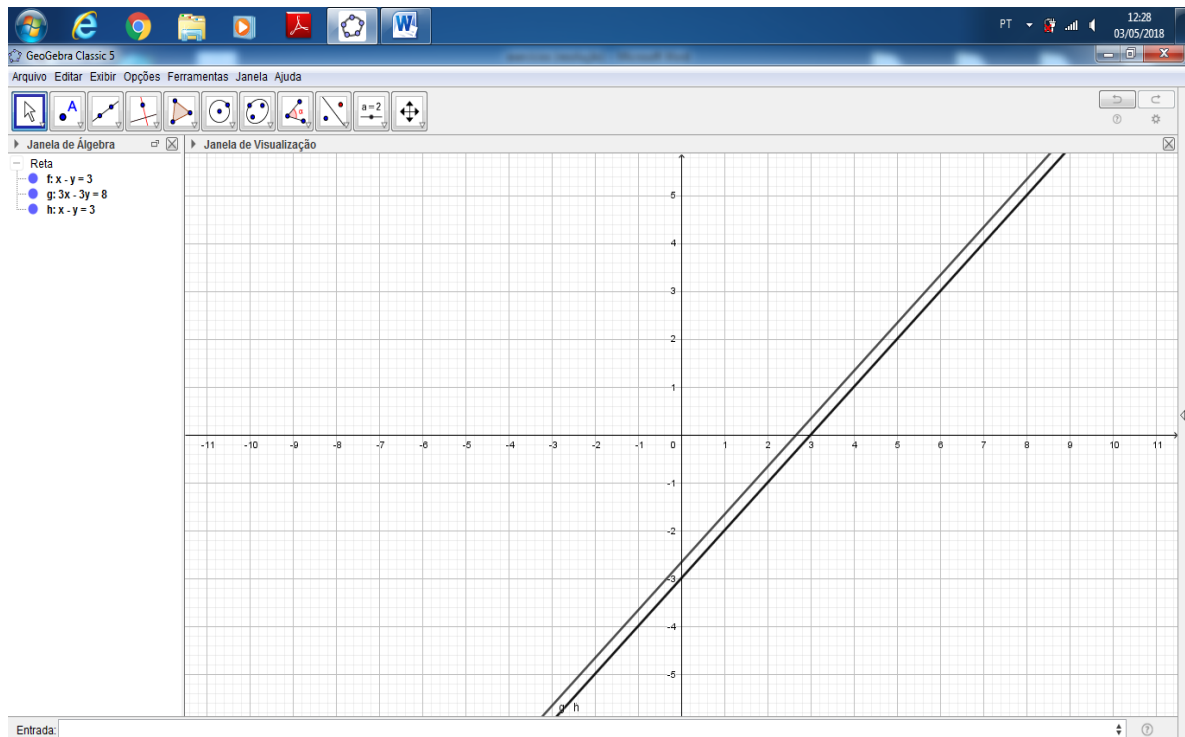 PT 12:28
03/05/2018
GeoGebra Classic 5
Arquivo Editar Exibir Opções Ferramentas Janela Ajuda
A
α
a=2
Janela de Álgebra
Janela de Visualização
Reta
f: x - y = 3
g: 3x - 3y = 8
h: x - y = 3
5
4
3
2
1
-11 -10 -9 -8 -7 -6 -5 -4 -3 -2 -1 0 1 2 3 4 5 6 7 8 9 10 11
-1
-2
-3
-4
-5
g h
Entrada: